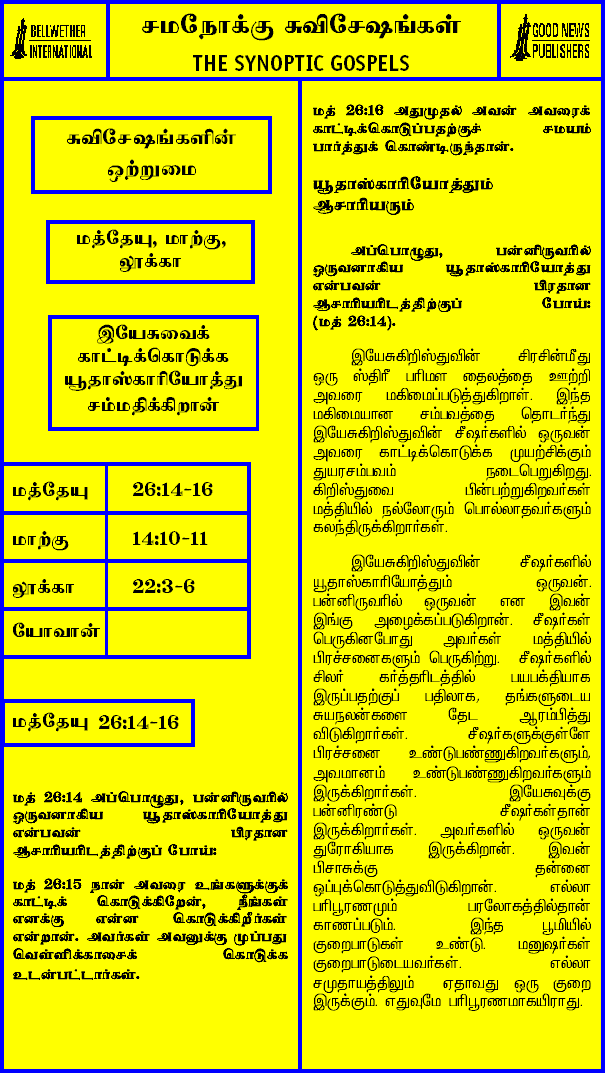 BELLWETHER
INTERNATIONAL
சமநோக்கு சுவிசேஷங்கள்
THE SYNOPTIC GOSPELS
GOOD NEWS
PUBLISHERS
சுவிசேஷங்களின்
ஒற்றுமை
மத்தேயு, மாற்கு,
லூக்கா
இயேசுவைக்
காட்டிக்கொடுக்க
யூதாஸ்காரியோத்து
சம்மதிக்கிறான்
மத்தேயு 26:14-16
மாற்கு 14:10-11
லூக்கா 22:3-6
யோவான்
மத்தேயு 26:14-16
மத் 26:14 அப்பொழுது, பன்னிருவரில்
ஒருவனாகிய யூதாஸ்காரியோத்து
என்பவன் பிரதான
ஆசாரியரிடத்திற்குப் போய்:
மத் 26:15 நான் அவரை உங்களுக்குக்
காட்டிக் கொடுக்கிறேன், நீங்கள்
எனக்கு என்ன கொடுக்கிறீர்கள்
என்றான். அவர்கள் அவனுக்கு முப்பது
வெள்ளிக்காசைக் கொடுக்க
உடன்பட்டார்கள்.
மத் 26:16 அதுமுதல் அவன் அவரைக்
காட்டிக்கொடுப்பதற்குச் சமயம்
பார்த்துக் கொண்டிருந்தான்.
யூதாஸ்காரியோத்தும்
ஆசாரியரும்
அப்பொழுது, பன்னிருவரில்
ஒருவனாகிய யூதாஸ்காரியோத்து
என்பவன் பிரதான
ஆசாரியரிடத்திற்குப் போய்:
(மத் 26:14).
இயேசுகிறிஸ்துவின் சிரசின்மீது
ஒரு ஸ்திரீ பரிமள தைலத்தை ஊற்றி
அவரை மகிமைப்படுத்துகிறாள். இந்த
மகிமையான சம்பவத்தை தொடர்ந்து
இயேசுகிறிஸ்துவின் சீஷர்களில் ஒருவன்
அவரை காட்டிக்கொடுக்க முயற்சிக்கும்
துயரசம்பவம் நடைபெறுகிறது.
கிறிஸ்துவை பின்பற்றுகிறவர்கள்
மத்தியில் நல்லோரும் பொல்லாதவர்களும்
கலந்திருக்கிறார்கள்.
இயேசுகிறிஸ்துவின் சீஷர்களில்
யூதாஸ்காரியோத்தும் ஒருவன்.
பன்னிருவரில் ஒருவன் என இவன்
இங்கு அழைக்கப்படுகிறான். சீஷர்கள்
பெருகினபோது அவர்கள் மத்தியில்
பிரச்சனைகளும் பெருகிற்று. சீஷர்களில்
சிலர் கர்த்தரிடத்தில் பயபக்தியாக
இருப்பதற்குப் பதிலாக, தங்களுடைய
சுயநலன்களை தேட ஆரம்பித்து
விடுகிறார்கள். சீஷர்களுக்குள்ளே
பிரச்சனை உண்டுபண்ணுகிறவர்களும்,
அவமானம் உண்டுபண்ணுகிறவர்களும்
இருக்கிறார்கள். இயேசுவுக்கு
பன்னிரண்டு சீஷர்கள்தான்
இருக்கிறார்கள். அவர்களில் ஒருவன்
துரோகியாக இருக்கிறான். இவன்
பிசாசுக்கு தன்னை
ஒப்புக்கொடுத்துவிடுகிறான். எல்லா
பரிபூரணமும் பரலோகத்தில்தான்
காணப்படும். இந்த பூமியில்
குறைபாடுகள் உண்டு. மனுஷர்கள்
குறைபாடுடையவர்கள். எல்லா
சமுதாயத்திலும் ஏதாவது ஒரு குறை
இருக்கும். எதுவுமே பரிபூரணமாகயிராது.